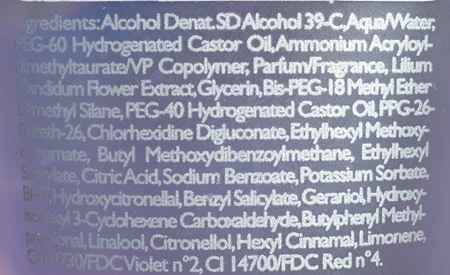 Ingredients: Alcohol Denat. SD Alcohol 39-C, Aqua/Water,
PEG-60 Hydrogenated Castor Oil, Ammonium Acryloyl-
dimethyltaurate/VP Copolymer, Parfum/Fragrance, Lilium
Candidum Flower Extract, Glycerin, Bis-PEG-18 Methyl Ether
Dimethyl Silane, PEG-40 Hydrogenated Castor Oil, PPG-26-
Buteth-26, Chlorhexidine Digluconate, Ethylhexyl Methoxy-
cinnamate, Butyl Methoxydibenzoylmethane, Ethylhexyl
Salicylate, Citric Acid, Sodium Benzoate, Potassium Sorbate,
BHT, Hydroxycitronellal, Benzyl Salicylate, Geraniol, Hydroxy-
isohexyl 3-Cyclohexene Carboxaldehyde, Butylphenyl Methyl-
propional, Linalool, Citronellol, Hexyl Cinnamal, Limonene,
CI 60730/FDC Violet n°2, CI 14700/FDC Red n°4.